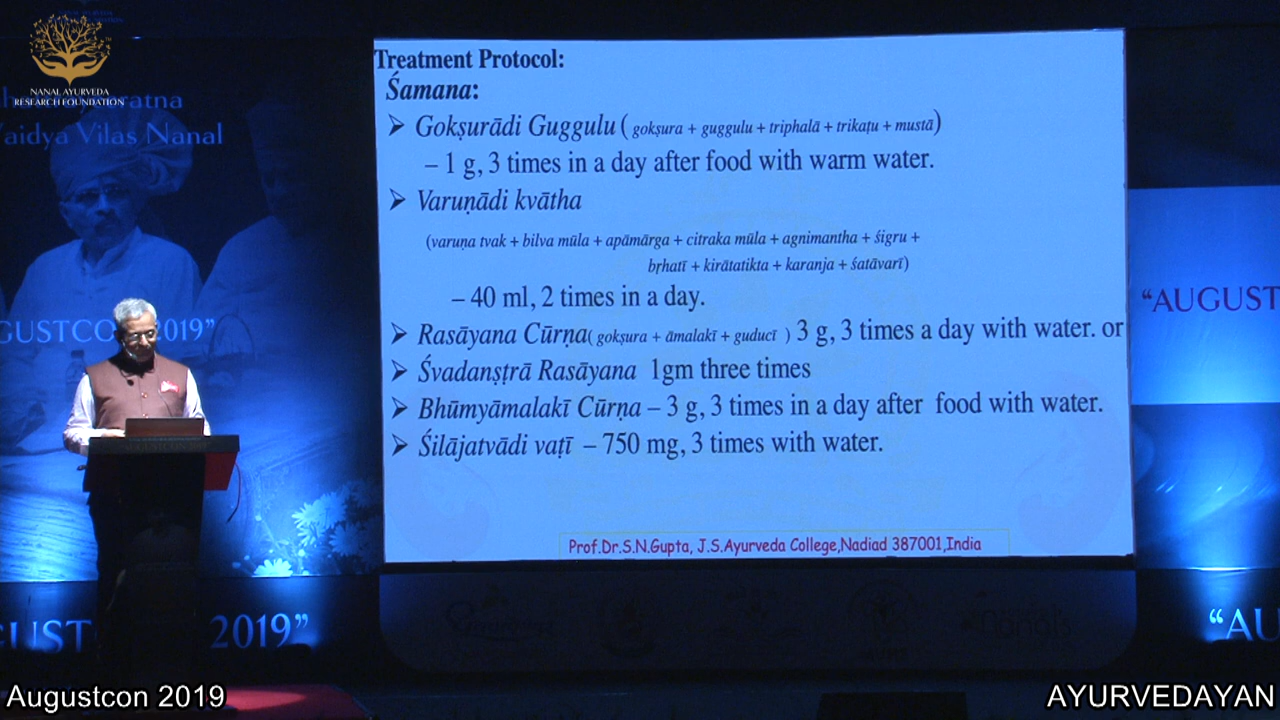 NANAL AYURVEDA
RESEARCH FOUNDATION
ratna
Vaidya Vilas Nanal
2019”
Treatment Protocol:
Śamana:
➢ Gokṣurādi Guggulu ( gokṣura + guggulu + triphalā + trikaṭu + mustā)
– 1 g, 3 times in a day after food with warm water.
➢ Varuṇādi kvātha
(varuṇa tvak + bilva mūla + apāmārga + citraka mūla + agnimantha + śigru +
bṛhatī + kirātatikta + karanja + śatāvarī)
– 40 ml, 2 times in a day.
➢ Rasāyana Cūrṇa( gokṣura + āmalakī + guducī ) 3 g, 3 times a day with water. or
➢ Śvadanṣṭrā Rasāyana 1gm three times
➢ Bhūmyāmalakī Cūrṇa – 3 g, 3 times in a day after food with water.
➢ Śilājatvādi vaṭī – 750 mg, 3 times with water.
Prof.Dr.S.N.Gupta, J.S.Ayurveda College,Nadiad 387001,India
“AUGUST
2019”
“AU
Augustcon 2019
AYURVEDAYAN